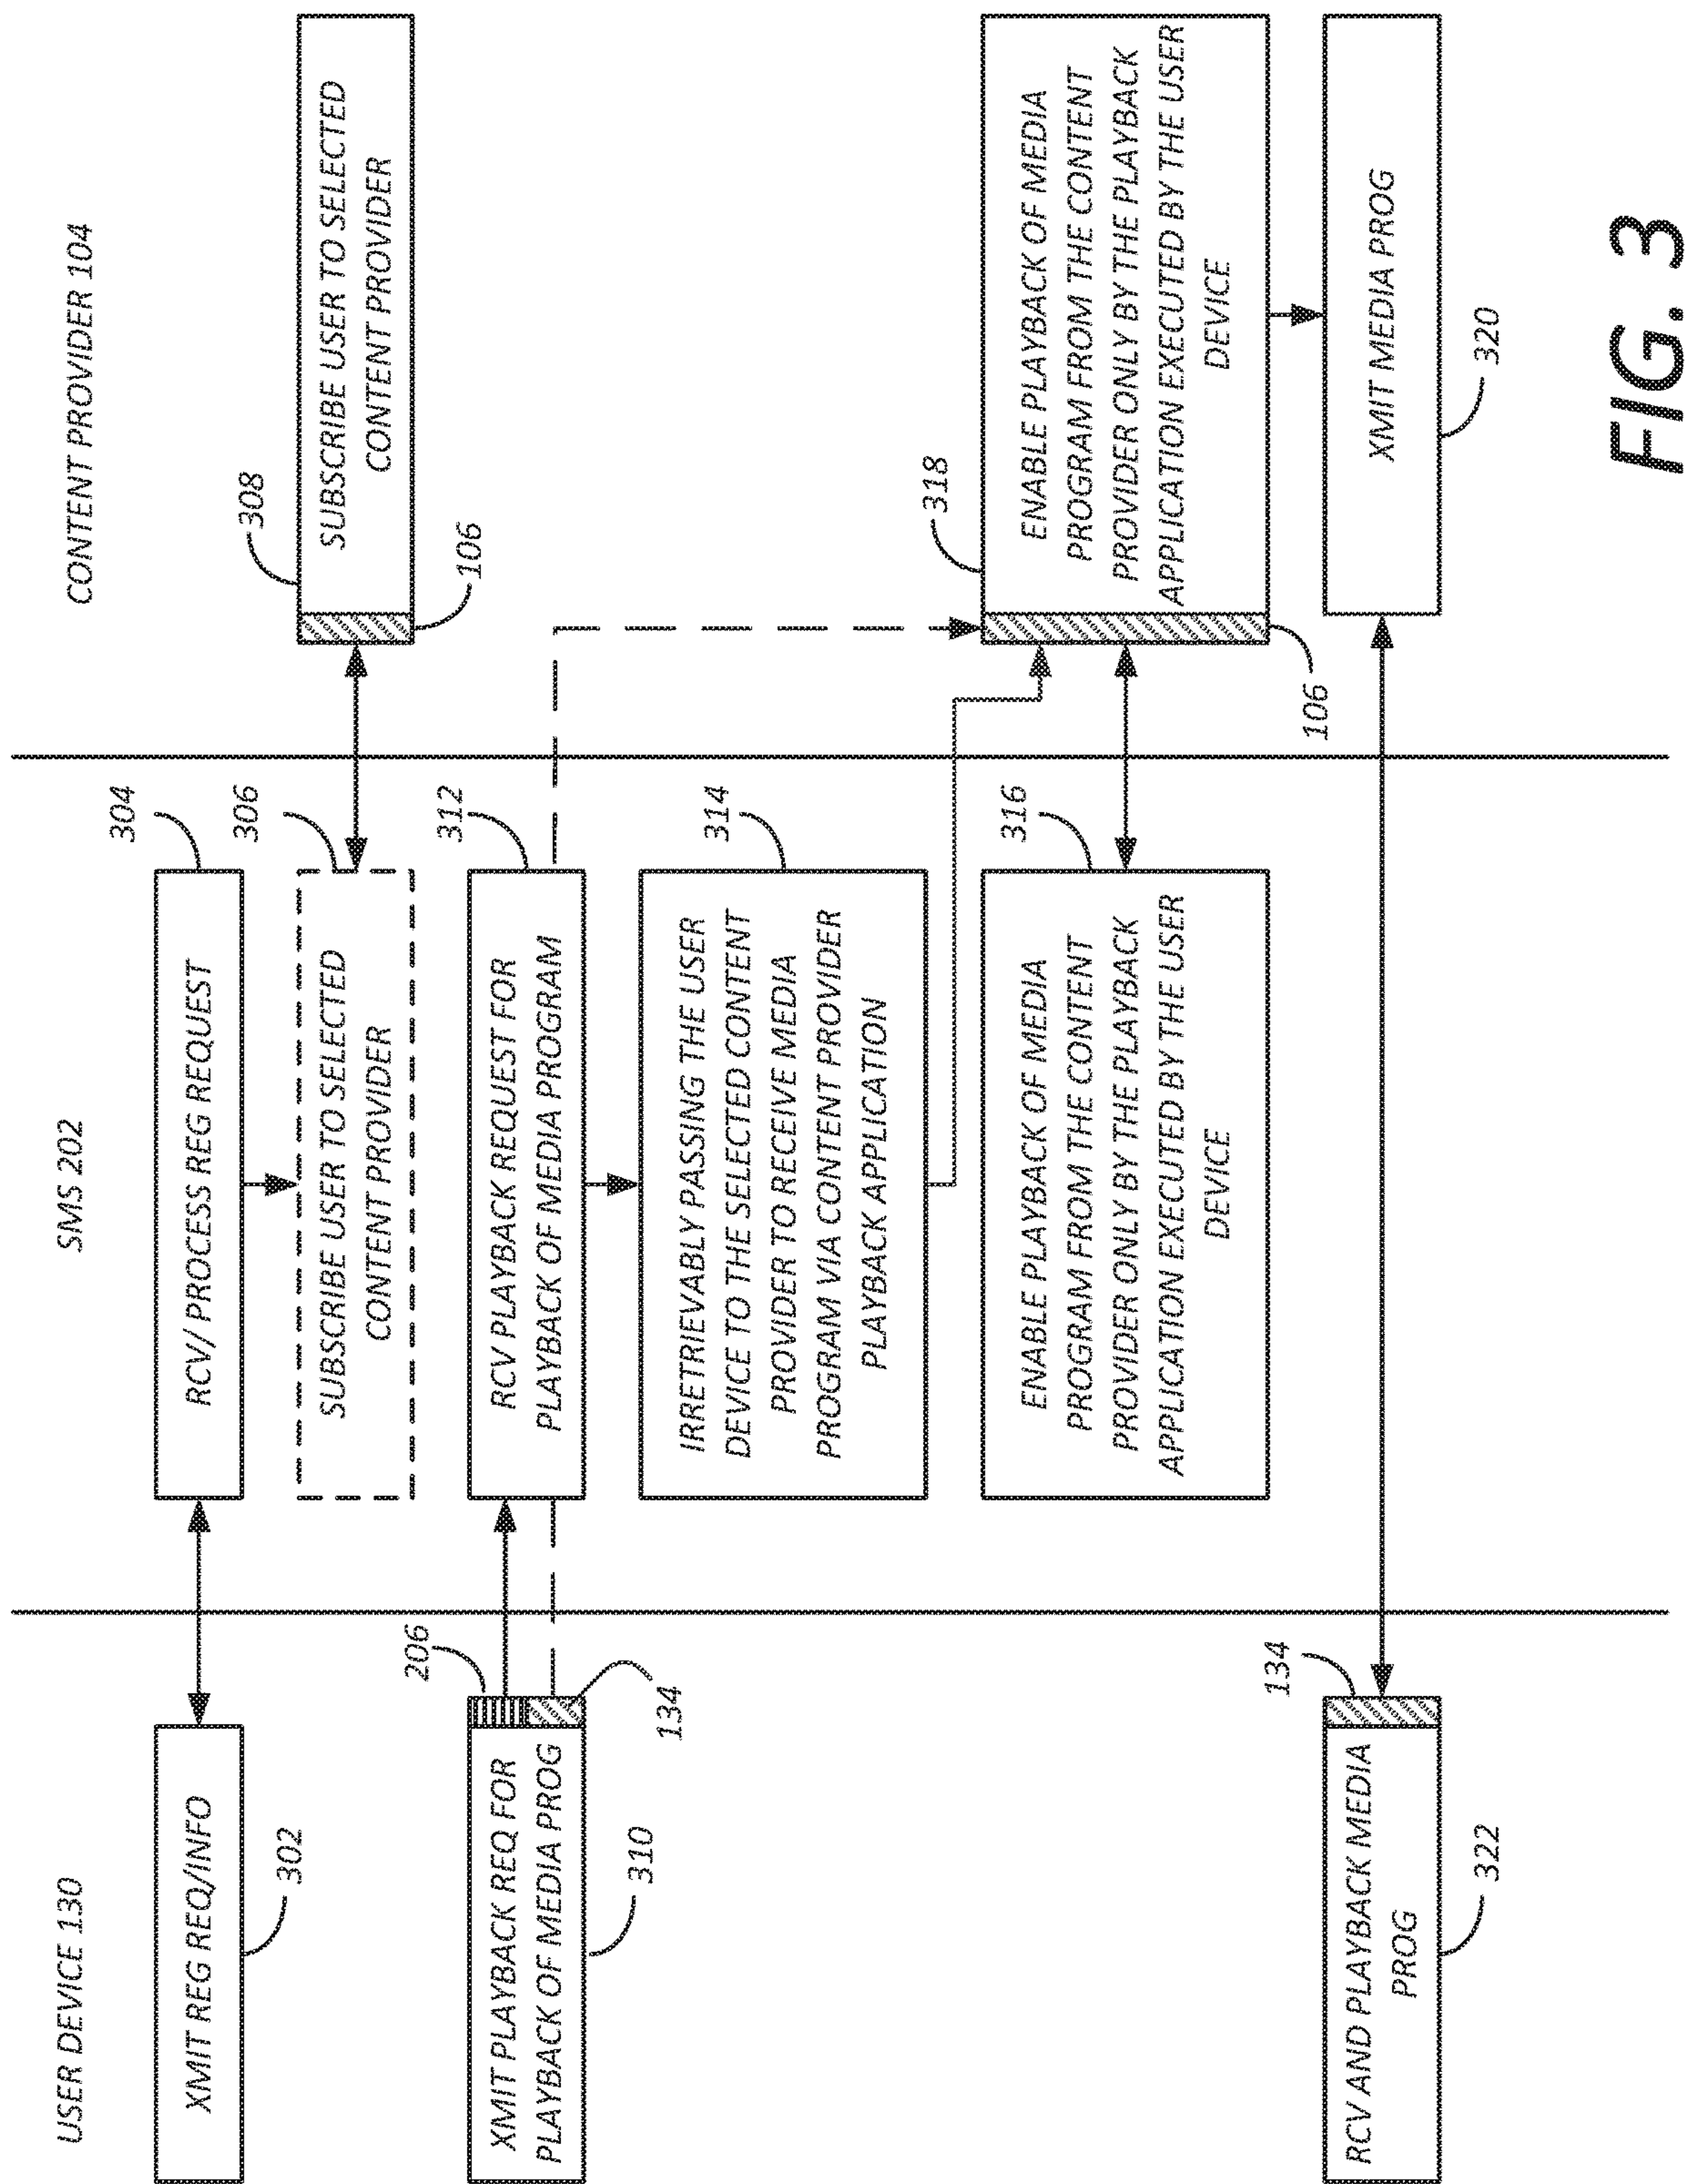 USER DEVICE 130
SMS 202
CONTENT PROVIDER 104
XMIT REG REQ/INFO
302
RCV/ PROCESS REG REQUEST
304
SUBSCRIBE USER TO SELECTED
CONTENT PROVIDER
306
SUBSCRIBE USER TO SELECTED
CONTENT PROVIDER
308
106
XMIT PLAYBACK REQ FOR
PLAYBACK OF MEDIA PROG
206
134
310
RCV PLAYBACK REQUEST FOR
PLAYBACK OF MEDIA PROGRAM
312
IRRETRIEVABLY PASSING THE USER
DEVICE TO THE SELECTED CONTENT
PROVIDER TO RECEIVE MEDIA
PROGRAM VIA CONTENT PROVIDER
PLAYBACK APPLICATION
314
ENABLE PLAYBACK OF MEDIA
PROGRAM FROM THE CONTENT
PROVIDER ONLY BY THE PLAYBACK
APPLICATION EXECUTED BY THE USER
DEVICE
316
ENABLE PLAYBACK OF MEDIA
PROGRAM FROM THE CONTENT
PROVIDER ONLY BY THE PLAYBACK
APPLICATION EXECUTED BY THE USER
DEVICE
318
106
RCV AND PLAYBACK MEDIA
PROG
134
322
XMIT MEDIA PROG
320
FIG. 3